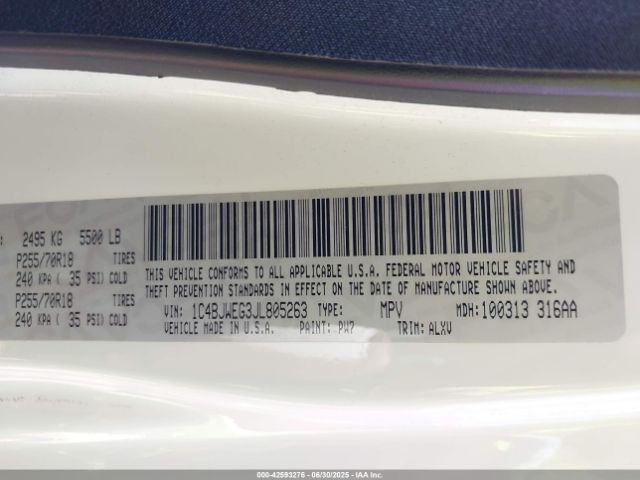 : 2495 KG 5500 LB
P255/70R18 TIRES
240 KPA ( 35 PSI) COLD
P255/70R18 TIRES
240 KPA ( 35 PSI) COLD
THIS VEHICLE CONFORMS TO ALL APPLICABLE U.S.A. FEDERAL MOTOR VEHICLE SAFETY AND
THEFT PREVENTION STANDARDS IN EFFECT ON THE DATE OF MANUFACTURE SHOWN ABOVE.
VIN: 1C4BJWEG3JL805263 TYPE: MPV MDH: 100313 316AA
VEHICLE MADE IN U.S.A. PAINT: PW7 TRIM: ALXV
000-42593276 - 06/30/2025 - IAA Inc.